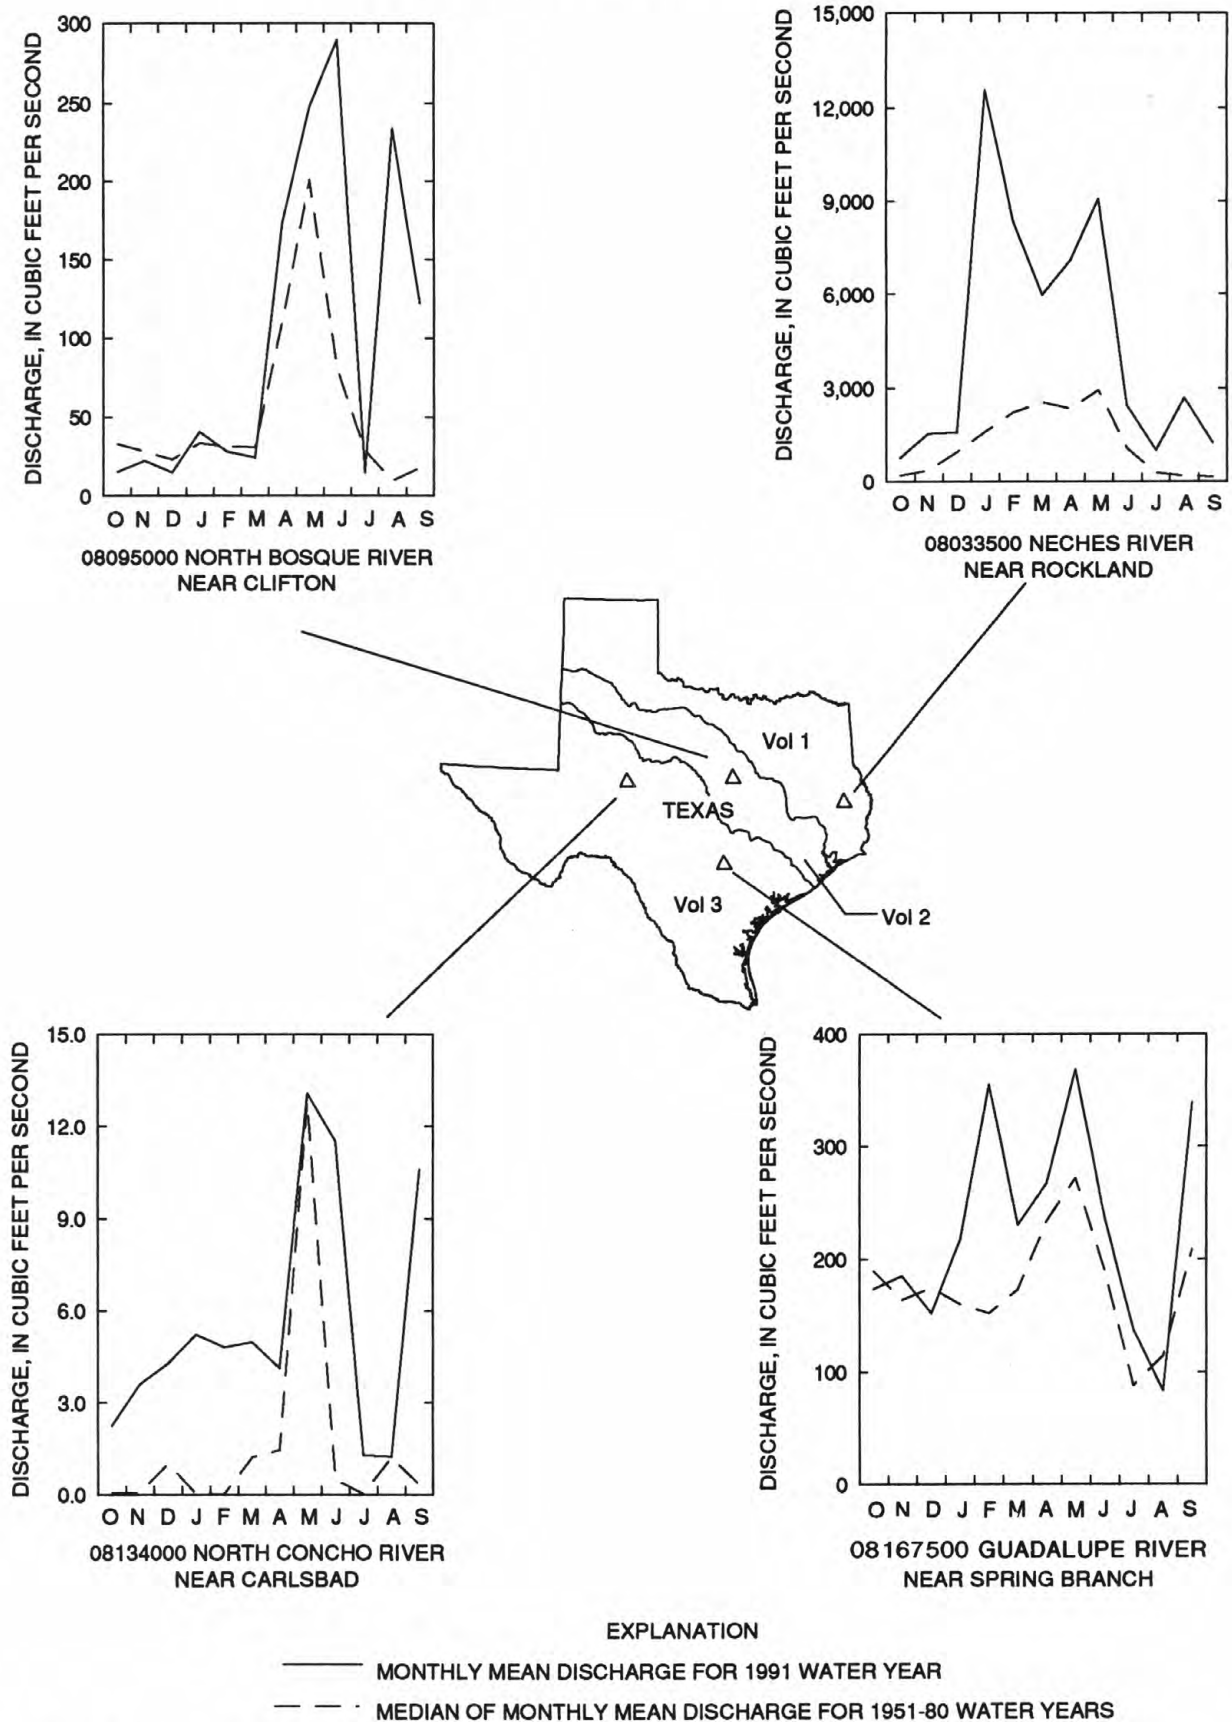 DISCHARGE, IN CUBIC FEET PER SECOND
300
250
200
150
100
50
0
O N D J F M A M J J A S
08095000 NORTH BOSQUE RIVER
NEAR CLIFTON
DISCHARGE, IN CUBIC FEET PER SECOND
15,000
12,000
9,000
6,000
3,000
0
O N D J F M A M J J A S
08033500 NECHES RIVER
NEAR ROCKLAND
Vol 1
TEXAS
Vol 3
Vol 2
DISCHARGE, IN CUBIC FEET PER SECOND
15.0
12.0
9.0
6.0
3.0
0.0
O N D J F M A M J J A S
08134000 NORTH CONCHO RIVER
NEAR CARLSBAD
DISCHARGE, IN CUBIC FEET PER SECOND
400
300
200
100
0
O N D J F M A M J J A S
08167500 GUADALUPE RIVER
NEAR SPRING BRANCH
EXPLANATION
MONTHLY MEAN DISCHARGE FOR 1991 WATER YEAR
MEDIAN OF MONTHLY MEAN DISCHARGE FOR 1951-80 WATER YEARS